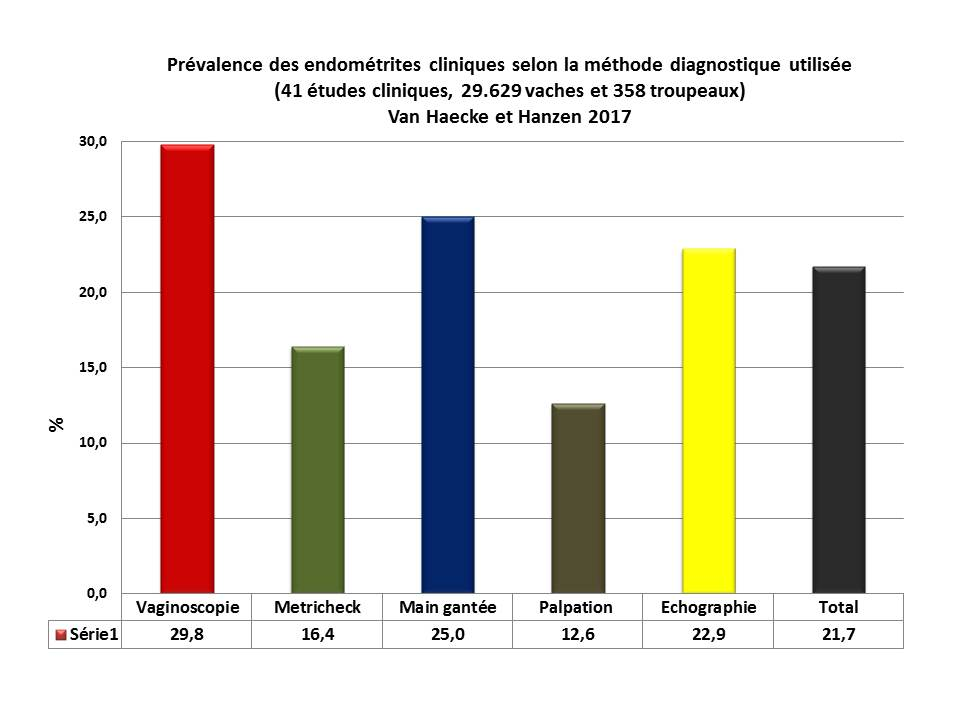 Prévalence des endométrites cliniques selon la méthode diagnostique utilisée
(41 études cliniques, 29.629 vaches et 358 troupeaux)
Van Haecke et Hanzen 2017
30,0
25,0
20,0
15,0
10,0
5,0
0,0
%
Vaginoscopie Metricheck Main gantée Palpation Echographie Total
Série1 29,8 16,4 25,0 12,6 22,9 21,7